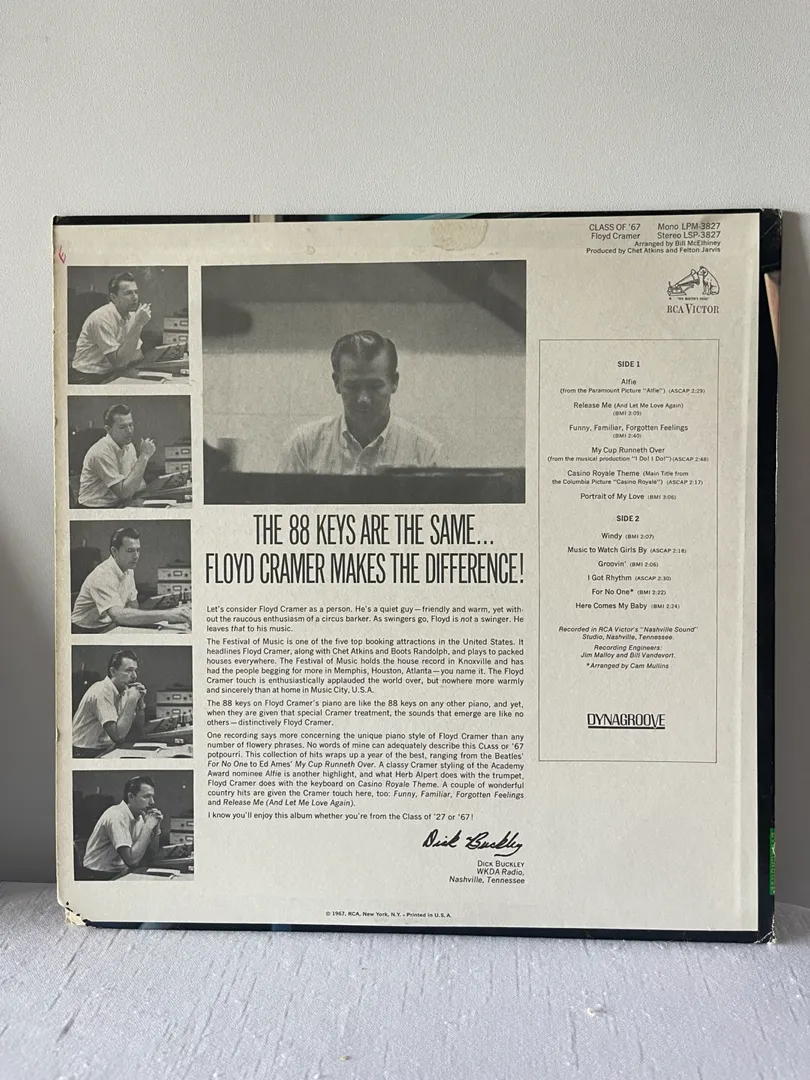 CLASS OF '67 Mono LPM-3827
Floyd Cramer Stereo LSP-3827
Arranged by Bill McElhiney
Produced by Chet Atkins and Felton Jarvis
"HIS MASTER'S VOICE"
RCA VICTOR
THE 88 KEYS ARE THE SAME...
FLOYD CRAMER MAKES THE DIFFERENCE!
Let's consider Floyd Cramer as a person. He's a quiet guy—friendly and warm, yet with-
out the raucous enthusiasm of a circus barker. As swingers go, Floyd is not a swinger. He
leaves that to his music.
The Festival of Music is one of the five top booking attractions in the United States. It
headlines Floyd Cramer, along with Chet Atkins and Boots Randolph, and plays to packed
houses everywhere. The Festival of Music holds the house record in Knoxville and has
had the people begging for more in Memphis, Houston, Atlanta—you name it. The Floyd
Cramer touch is enthusiastically applauded the world over, but nowhere more warmly
and sincerely than at home in Music City, U.S.A.
The 88 keys on Floyd Cramer's piano are like the 88 keys on any other piano, and yet,
when they are given that special Cramer treatment, the sounds that emerge are like no
others—distinctively Floyd Cramer.
One recording says more concerning the unique piano style of Floyd Cramer than any
number of flowery phrases. No words of mine can adequately describe this CLASS OF '67
potpourri. This collection of hits wraps up a year of the best, ranging from the Beatles'
For No One to Ed Ames' My Cup Runneth Over. A classy Cramer styling of the Academy
Award nominee Alfie is another highlight, and what Herb Alpert does with the trumpet,
Floyd Cramer does with the keyboard on Casino Royale Theme. A couple of wonderful
country hits are given the Cramer touch here, too: Funny, Familiar, Forgotten Feelings
and Release Me (And Let Me Love Again).
I know you'll enjoy this album whether you're from the Class of '27 or '67!
Dick Buckley
DICK BUCKLEY
WKDA Radio,
Nashville, Tennessee
SIDE 1
Alfie
(from the Paramount Picture "Alfie") (ASCAP 2:29)
Release Me (And Let Me Love Again)
(BMI 3:09)
Funny, Familiar, Forgotten Feelings
(BMI 2:40)
My Cup Runneth Over
(from the musical production "I Do! I Do!") (ASCAP 2:48)
Casino Royale Theme (Main Title from
the Columbia Picture "Casino Royale") (ASCAP 2:17)
Portrait of My Love (BMI 3:06)
SIDE 2
Windy (BMI 2:07)
Music to Watch Girls By (ASCAP 2:18)
Groovin' (BMI 2:06)
I Got Rhythm (ASCAP 2:30)
For No One* (BMI 2:22)
Here Comes My Baby (BMI 2:24)
Recorded in RCA Victor's "Nashville Sound"
Studio, Nashville, Tennessee
Recording Engineers:
Jim Malloy and Bill Vandevort.
*Arranged by Cam Mullins
DYNAGROOVE
© 1967, RCA, New York, N.Y. • Printed in U.S.A.